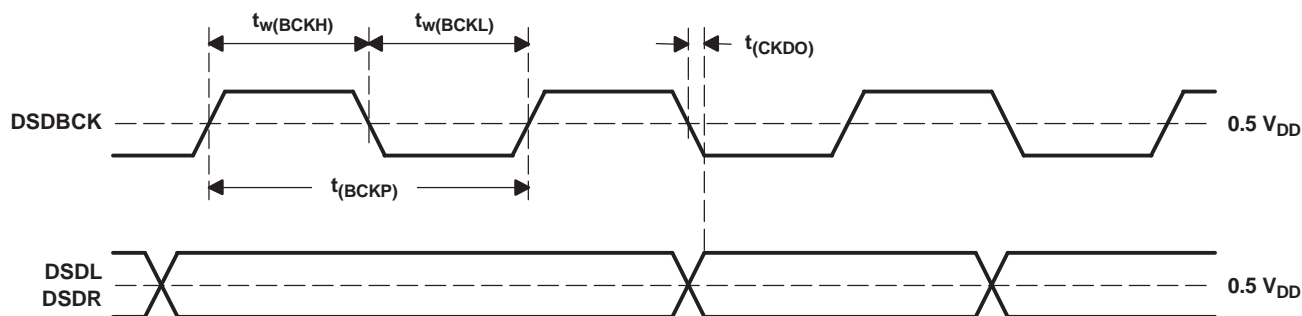 tw(BCKH) tw(BCKL)
t(CKDO)
DSDBCK 0.5 VDD
t(BCKP)
DSDL
DSDR 0.5 VDD